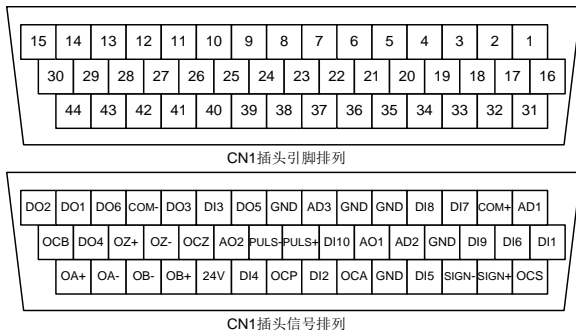 15 14 13 12 11 10 9 8 7 6 5 4 3 2 1
30 29 28 27 26 25 24 23 22 21 20 19 18 17 16
44 43 42 41 40 39 38 37 36 35 34 33 32 31
CN1插头引脚排列
DO2 DO1 DO6 COM- DO3 DI3 DO5 GND AD3 GND GND DI8 DI7 COM+ AD1
OCB DO4 OZ+ OZ- OCZ AO2 PULS- PULS+ DI10 AO1 AD2 GND DI9 DI6 DI1
OA+ OA- OB- OB+ 24V DI4 OCP DI2 OCA GND DI5 SIGN- SIGN+ OCS
CN1插头信号排列